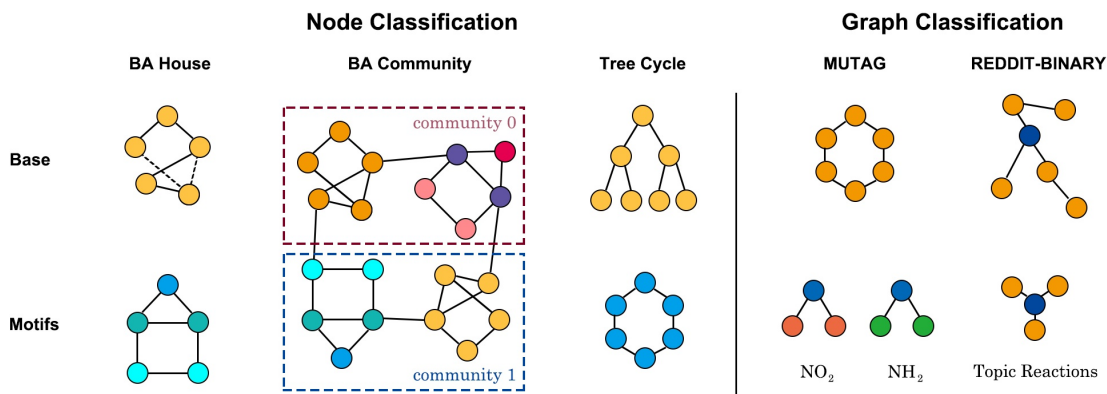 Node Classification
Graph Classification
BA House
BA Community
Tree Cycle
MUTAG
REDDIT-BINARY
Base
community 0
Motifs
community 1
NO₂
NH₂
Topic Reactions